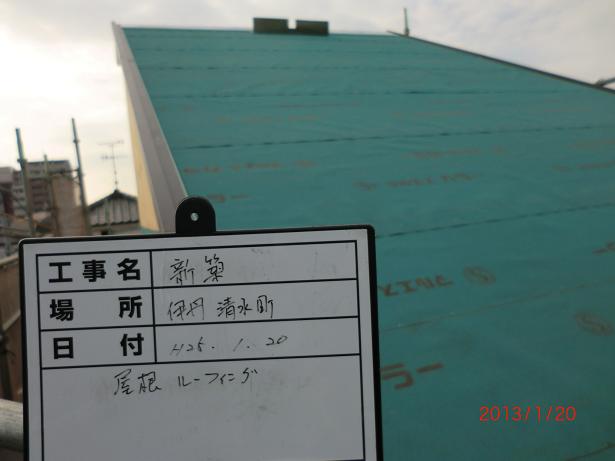 工事名 新築
場所 伊丹 清水町
日付 H25.1.20
屋根 ルーフィング
2013/1/20